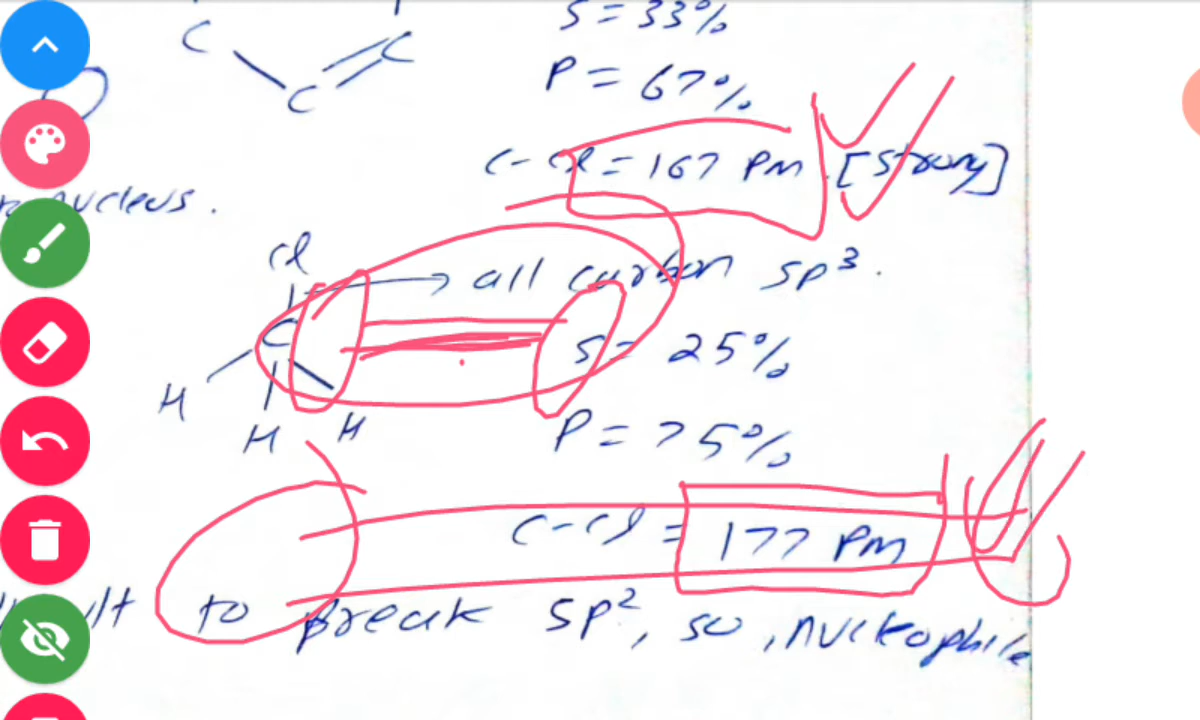 C C
C
S = 33%
P = 67%
C-Cl = 167 Pm [strong]
nucleus.
Cl
→ all carbon sp³.
C
S = 25%
H
H H
P = 75%
C-Cl = 177 Pm
to break sp², so, nucleophile